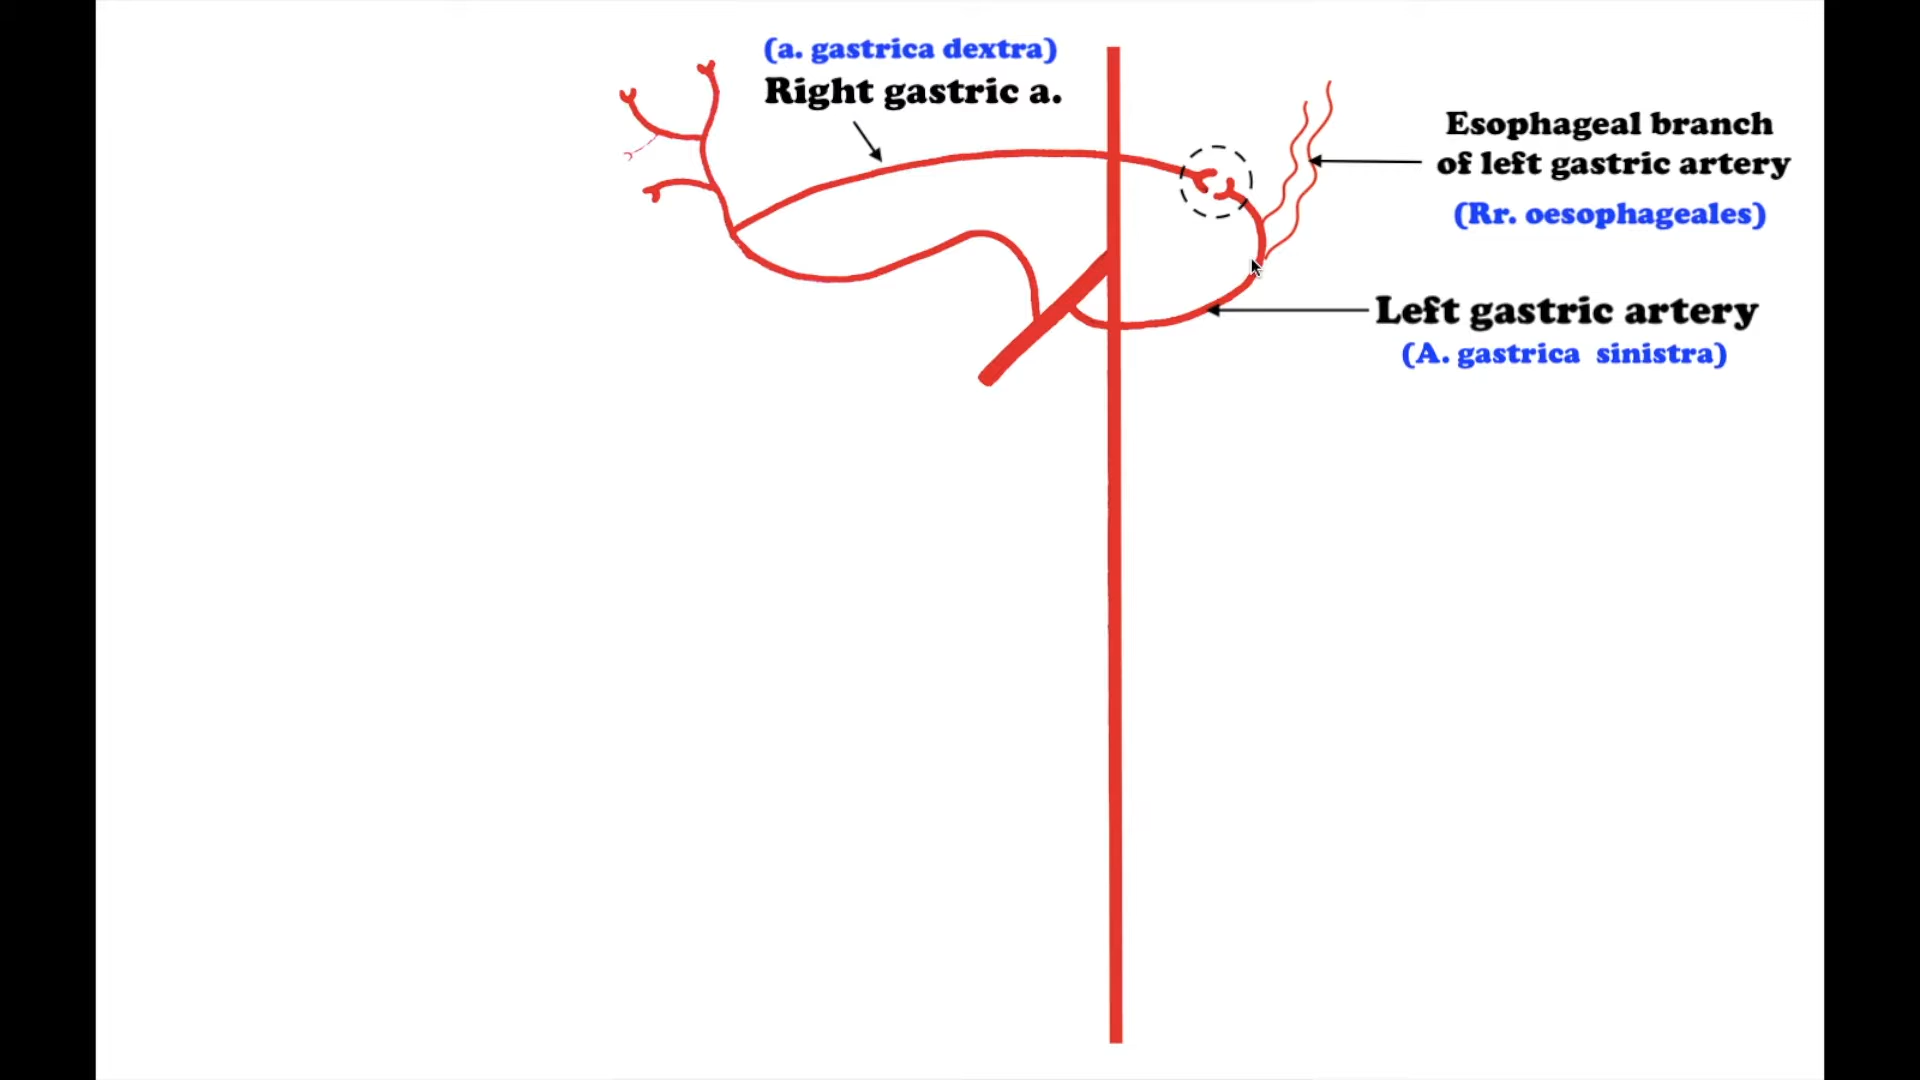 (a. gastrica dextra)
Right gastric a.
Esophageal branch
of left gastric artery
(Rr. oesophageales)
Left gastric artery
(A. gastrica sinistra)